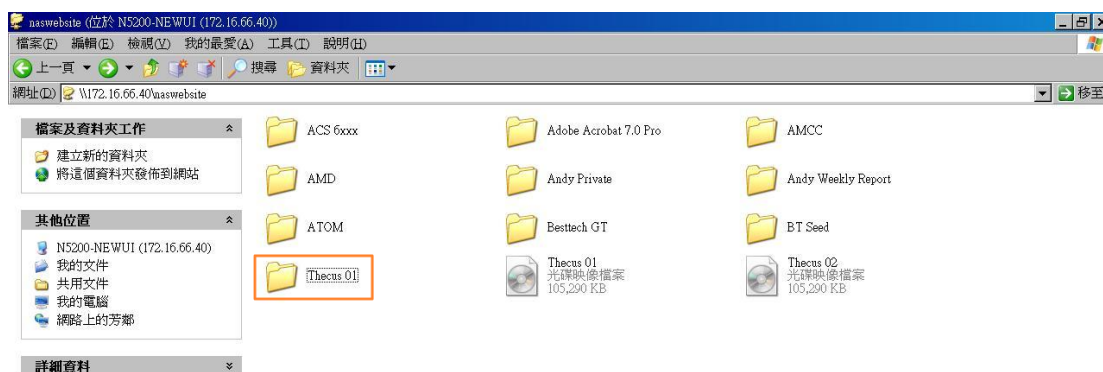 naswebsite (位於 N5200-NEWUI (172.16.66.40))
檔案(F) 編輯(E) 檢視(V) 我的最愛(A) 工具(T) 說明(H)
上一頁 搜尋 資料夾
網址(D) \\172.16.66.40\naswebsite 移至
檔案及資料夾工作
建立新的資料夾
將這個資料夾發佈到網站
其他位置
N5200-NEWUI (172.16.66.40)
我的文件
共用文件
我的電腦
網路上的芳鄰
詳細資料
ACS 6xxx Adobe Acrobat 7.0 Pro AMCC
AMD Andy Private Andy Weekly Report
ATOM Besttech GT BT Seed
Thecus 01
Thecus 01
光碟映像檔案
105,290 KB
Thecus 02
光碟映像檔案
105,290 KB